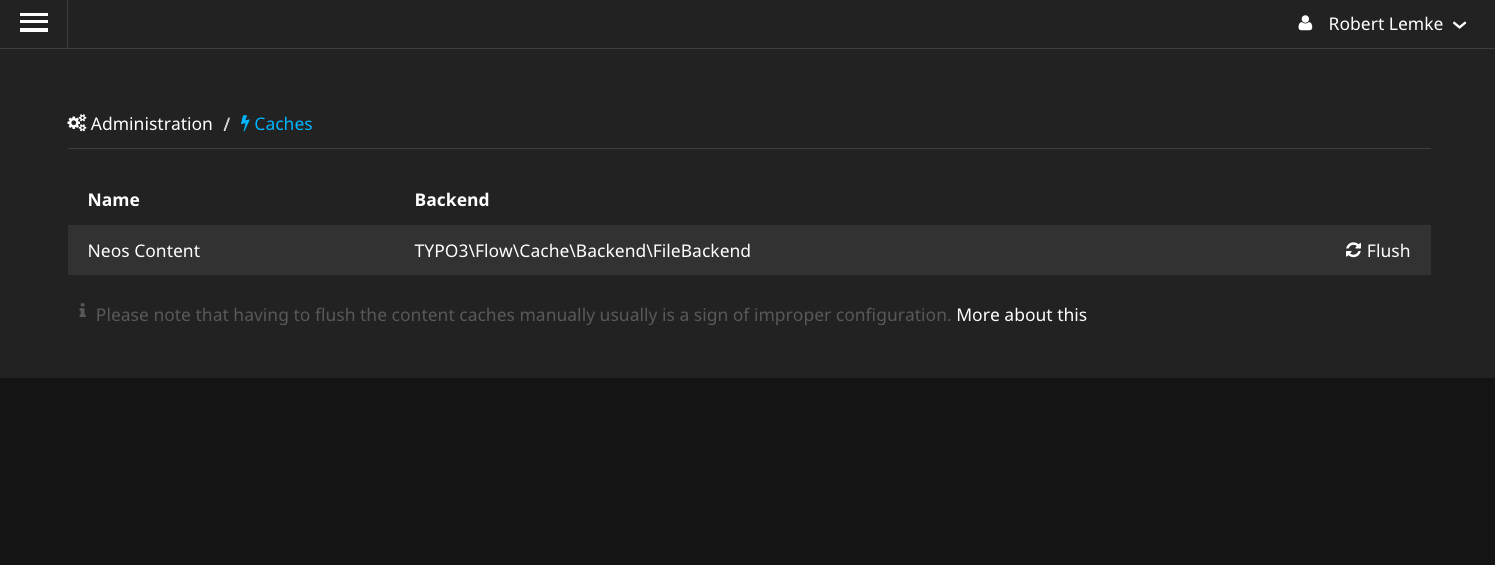 Robert Lemke
Administration / Caches
Name Backend
Neos Content TYPO3\Flow\Cache\Backend\FileBackend Flush
Please note that having to flush the content caches manually usually is a sign of improper configuration. More about this